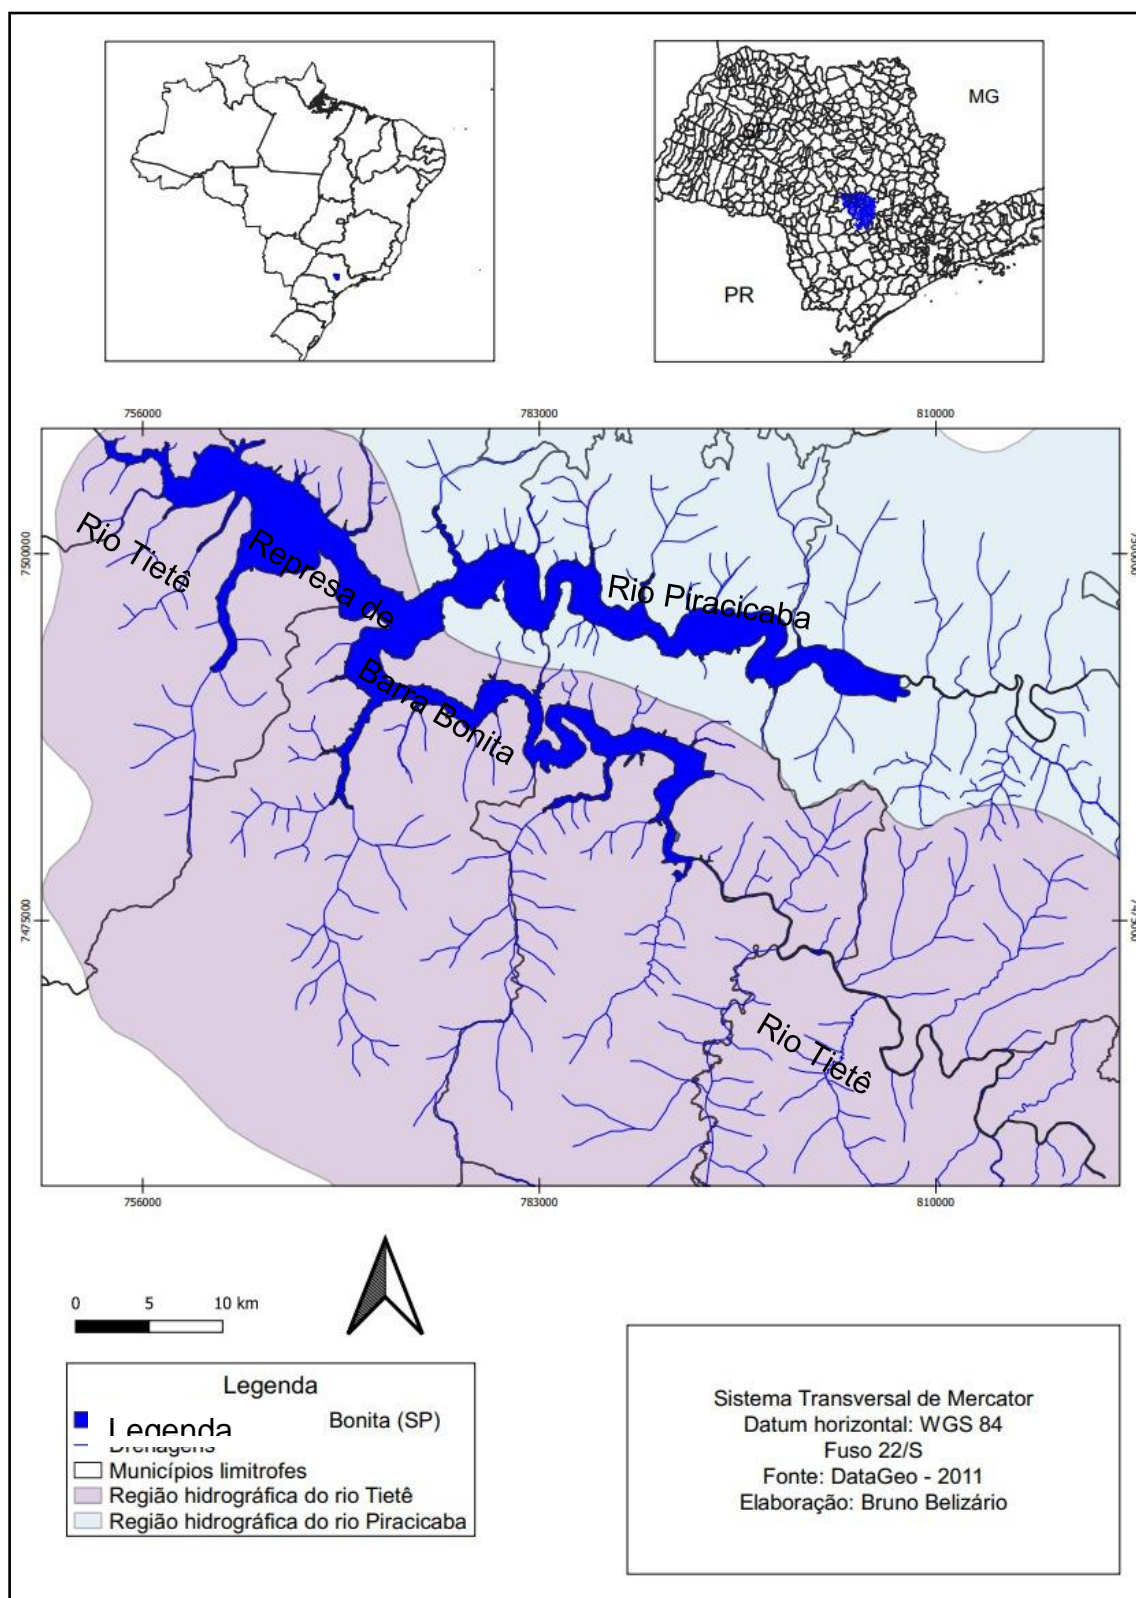 MG
SP
PR
756000
783000
810000
7500000
7500000
Rio Tietê
Represa de
Barra Bonita
Rio Piracicaba
7475000
7475000
Rio Tietê
756000
783000
810000
0 5 10 km
Legenda
Legenda Bonita (SP)
Drenagens
Municípios limitrofes
Região hidrográfica do rio Tietê
Região hidrográfica do rio Piracicaba
Sistema Transversal de Mercator
Datum horizontal: WGS 84
Fuso 22/S
Fonte: DataGeo - 2011
Elaboração: Bruno Belizário